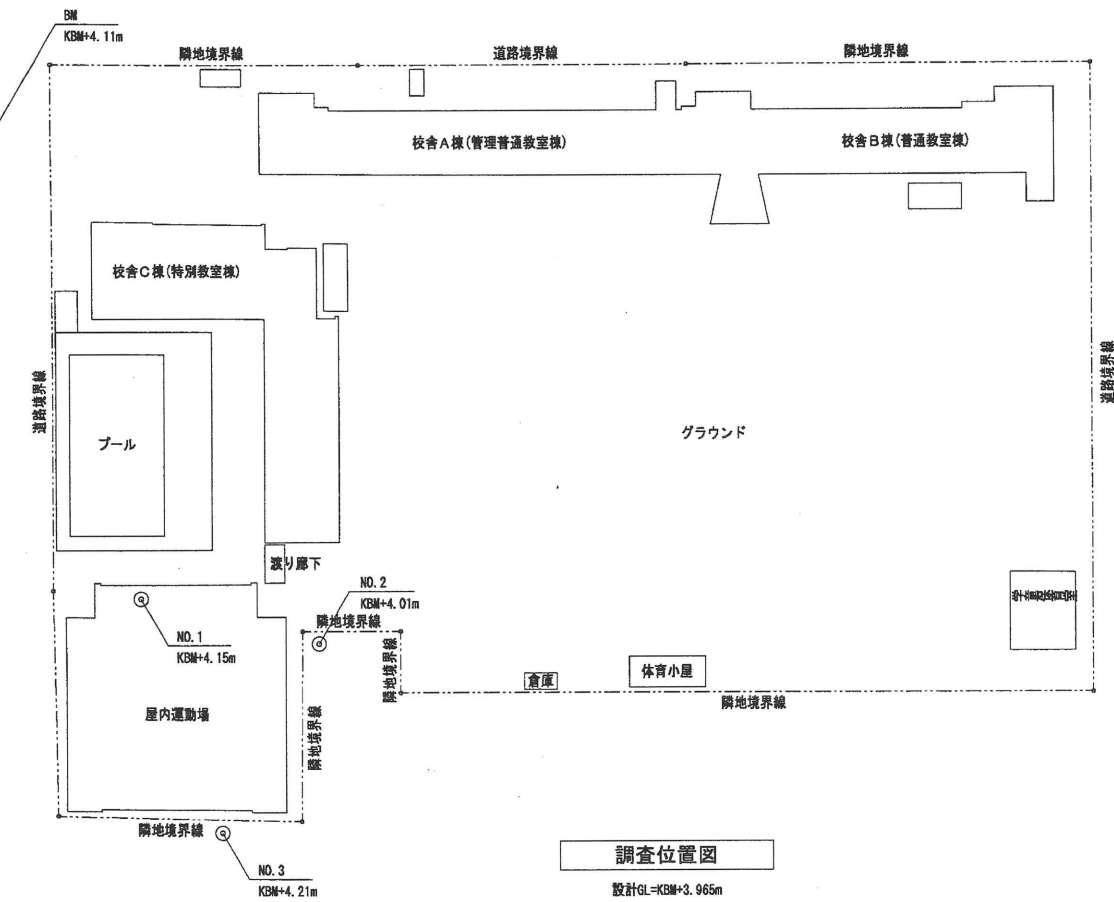 BM
KBM+4.11m
隣地境界線
道路境界線
隣地境界線
校舎A棟(管理普通教室棟)
校舎B棟(普通教室棟)
校舎C棟(特別教室棟)
道路境界線
道路境界線
プール
グラウンド
渡り廊下
NO.2
KBM+4.01m
隣地境界線
NO.1
KBM+4.15m
隣地境界線
倉庫
体育小屋
隣地境界線
屋内運動場
隣地境界線
隣地境界線
NO.3
KBM+4.21m
調査位置図
設計GL=KBM+3.965m